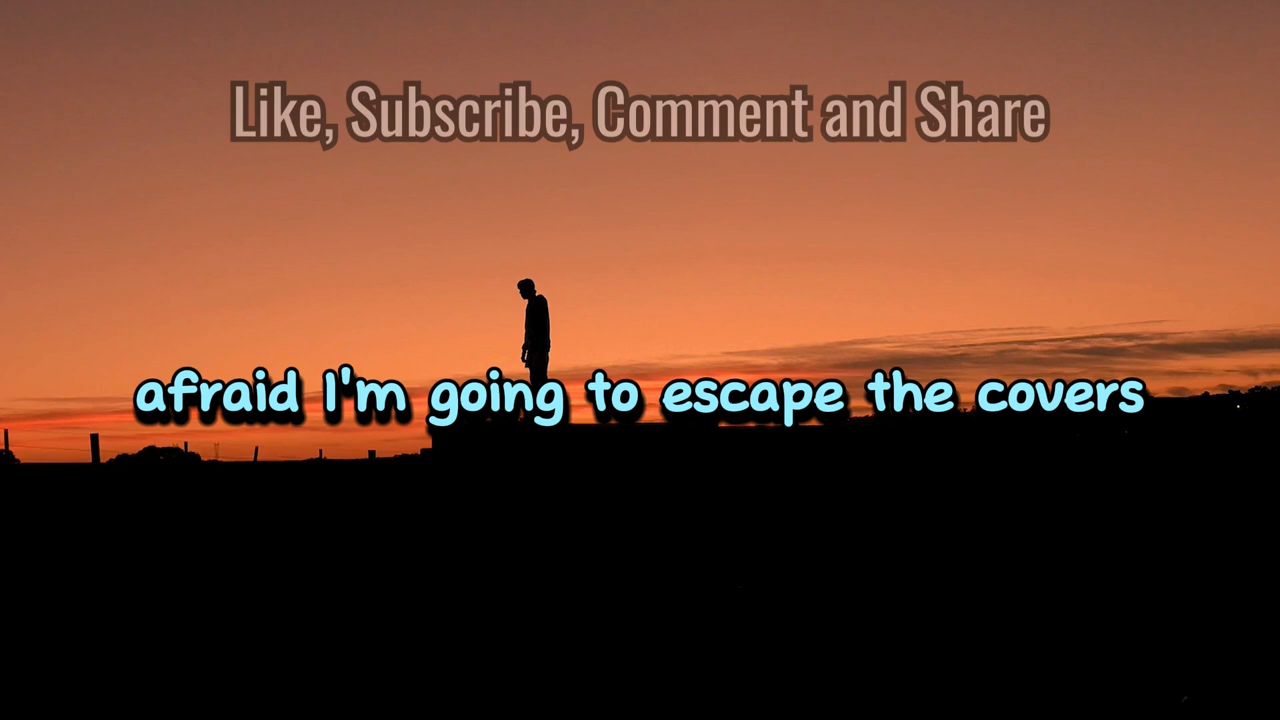 Like, Subscribe, Comment and Share
afraid I'm going to escape the covers